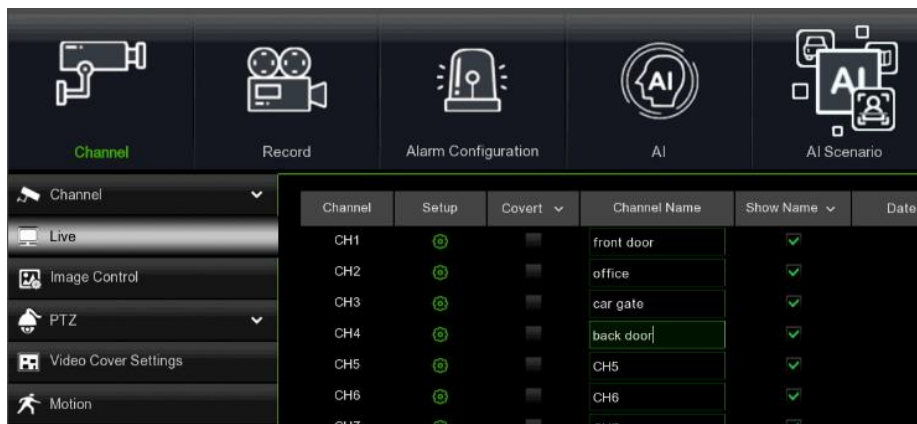 AI
AI
Channel Record Alarm Configuration AI AI Scenario
Channel
Live
Image Control
PTZ
Video Cover Settings
Motion
Channel Setup Covert Channel Name Show Name Date
CH1 front door
CH2 office
CH3 car gate
CH4 back door
CH5 CH5
CH6 CH6